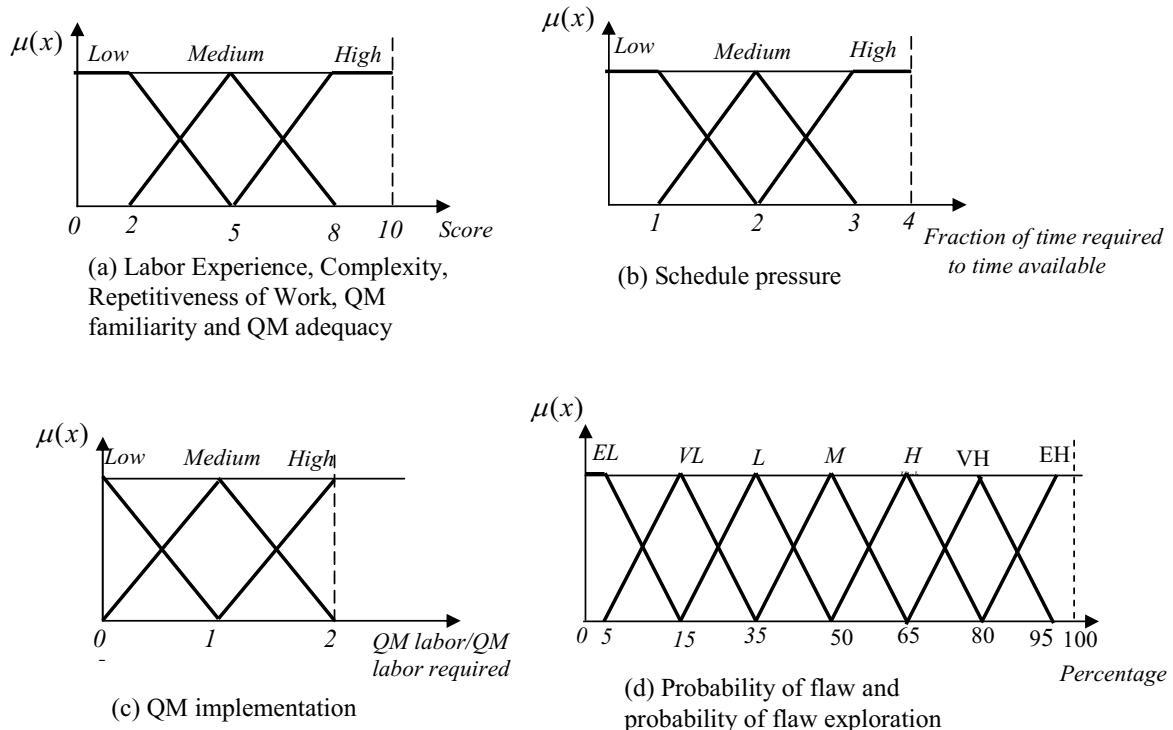 μ(x)
Low Medium High
0 2 5 8 10 Score
(a) Labor Experience, Complexity,
Repetitiveness of Work, QM
familiarity and QM adequacy
μ(x)
Low Medium High
1 2 3 4
Fraction of time required
to time available
(b) Schedule pressure
μ(x)
Low Medium High
0 1 2
QM labor/QM
labor required
(c) QM implementation
μ(x)
EL VL L M H VH EH
0 5 15 35 50 65 80 95 100
Percentage
(d) Probability of flaw and
probability of flaw exploration